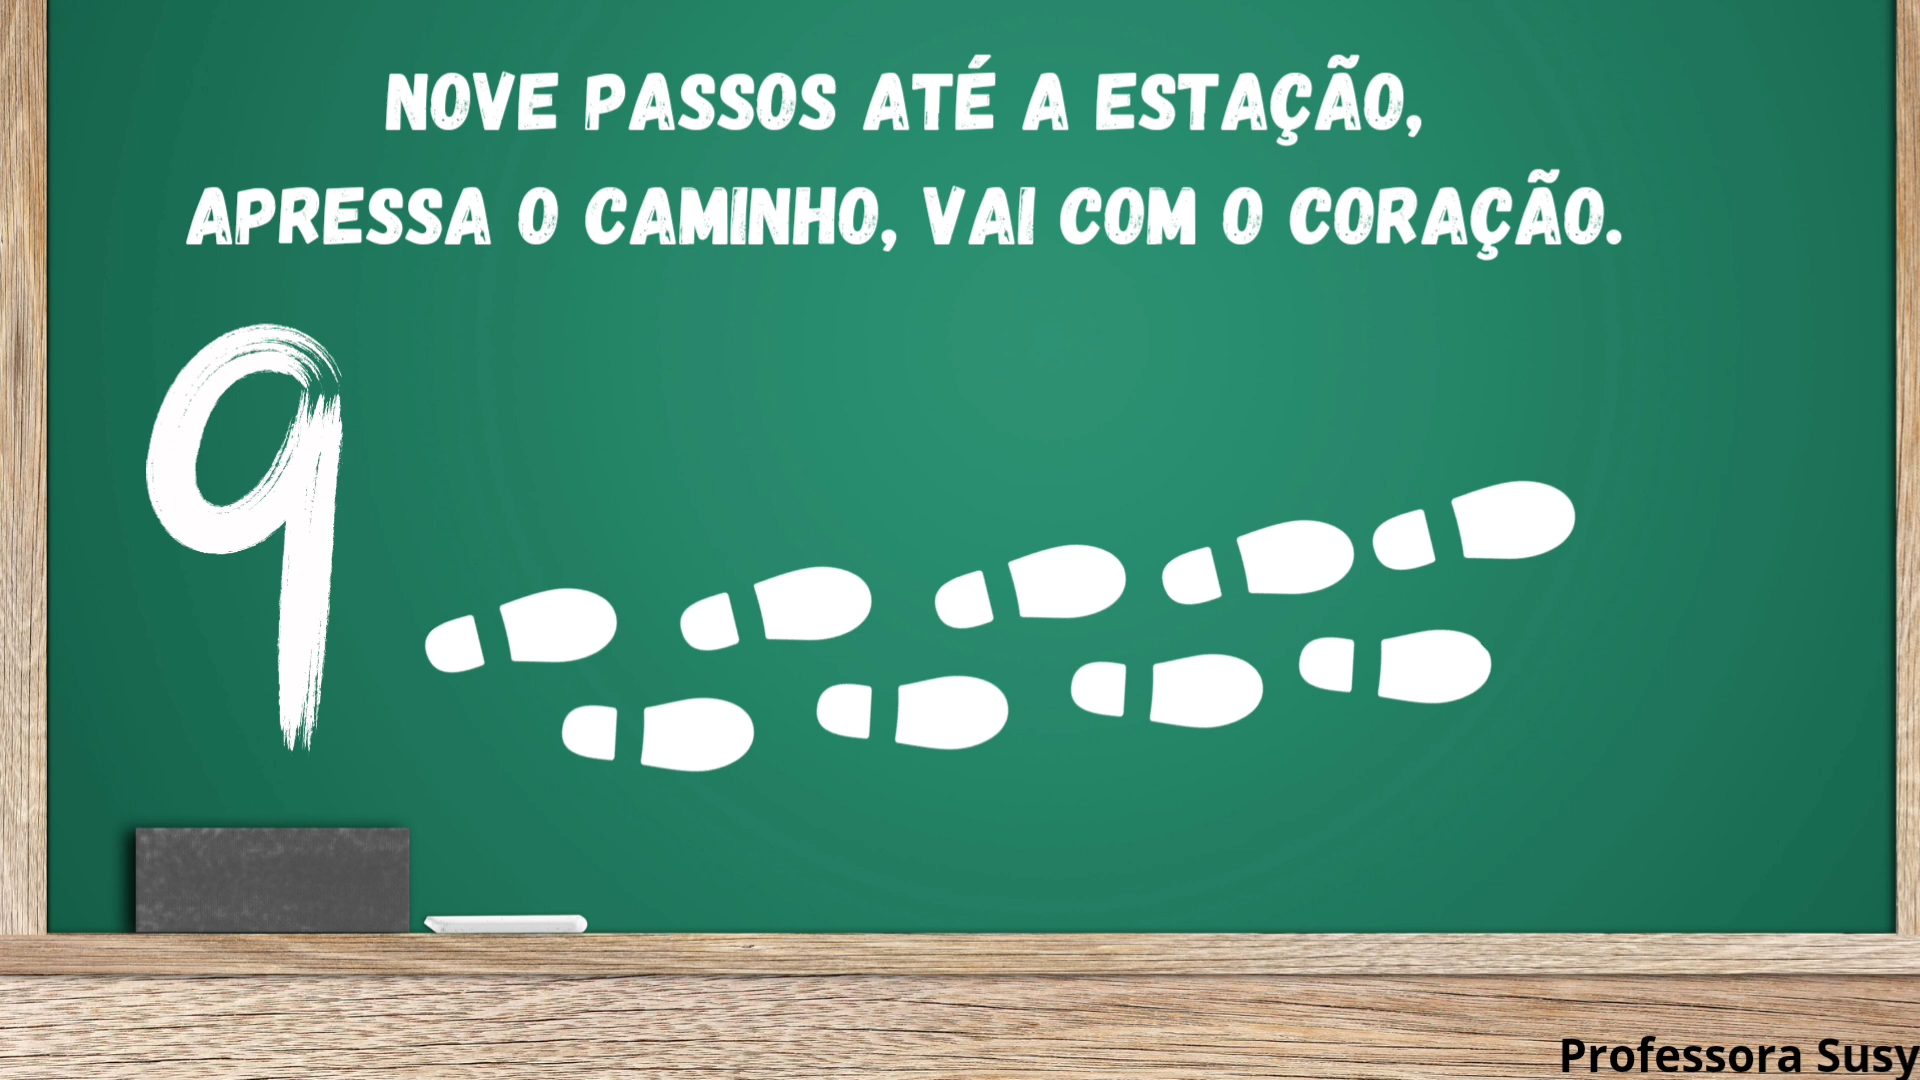 NOVE PASSOS ATÉ A ESTAÇÃO,
APRESSA O CAMINHO, VAI COM O CORAÇÃO.
9
Professora Susy